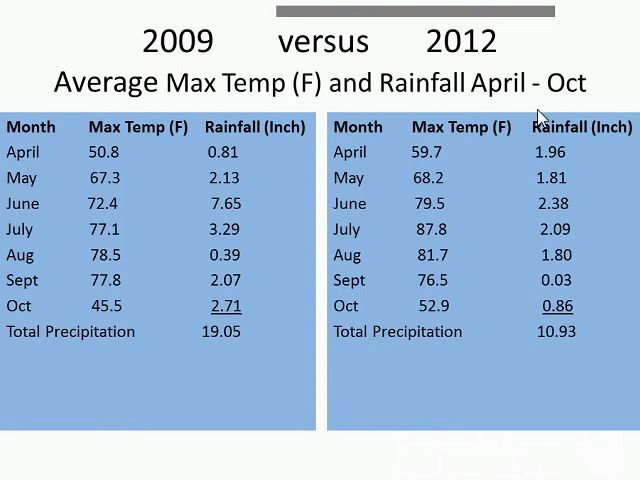 2009 versus 2012
Average Max Temp (F) and Rainfall April - Oct
Month Max Temp (F) Rainfall (Inch)
April 50.8 0.81
May 67.3 2.13
June 72.4 7.65
July 77.1 3.29
Aug 78.5 0.39
Sept 77.8 2.07
Oct 45.5 2.71
Total Precipitation 19.05
Month Max Temp (F) Rainfall (Inch)
April 59.7 1.96
May 68.2 1.81
June 79.5 2.38
July 87.8 2.09
Aug 81.7 1.80
Sept 76.5 0.03
Oct 52.9 0.86
Total Precipitation 10.93